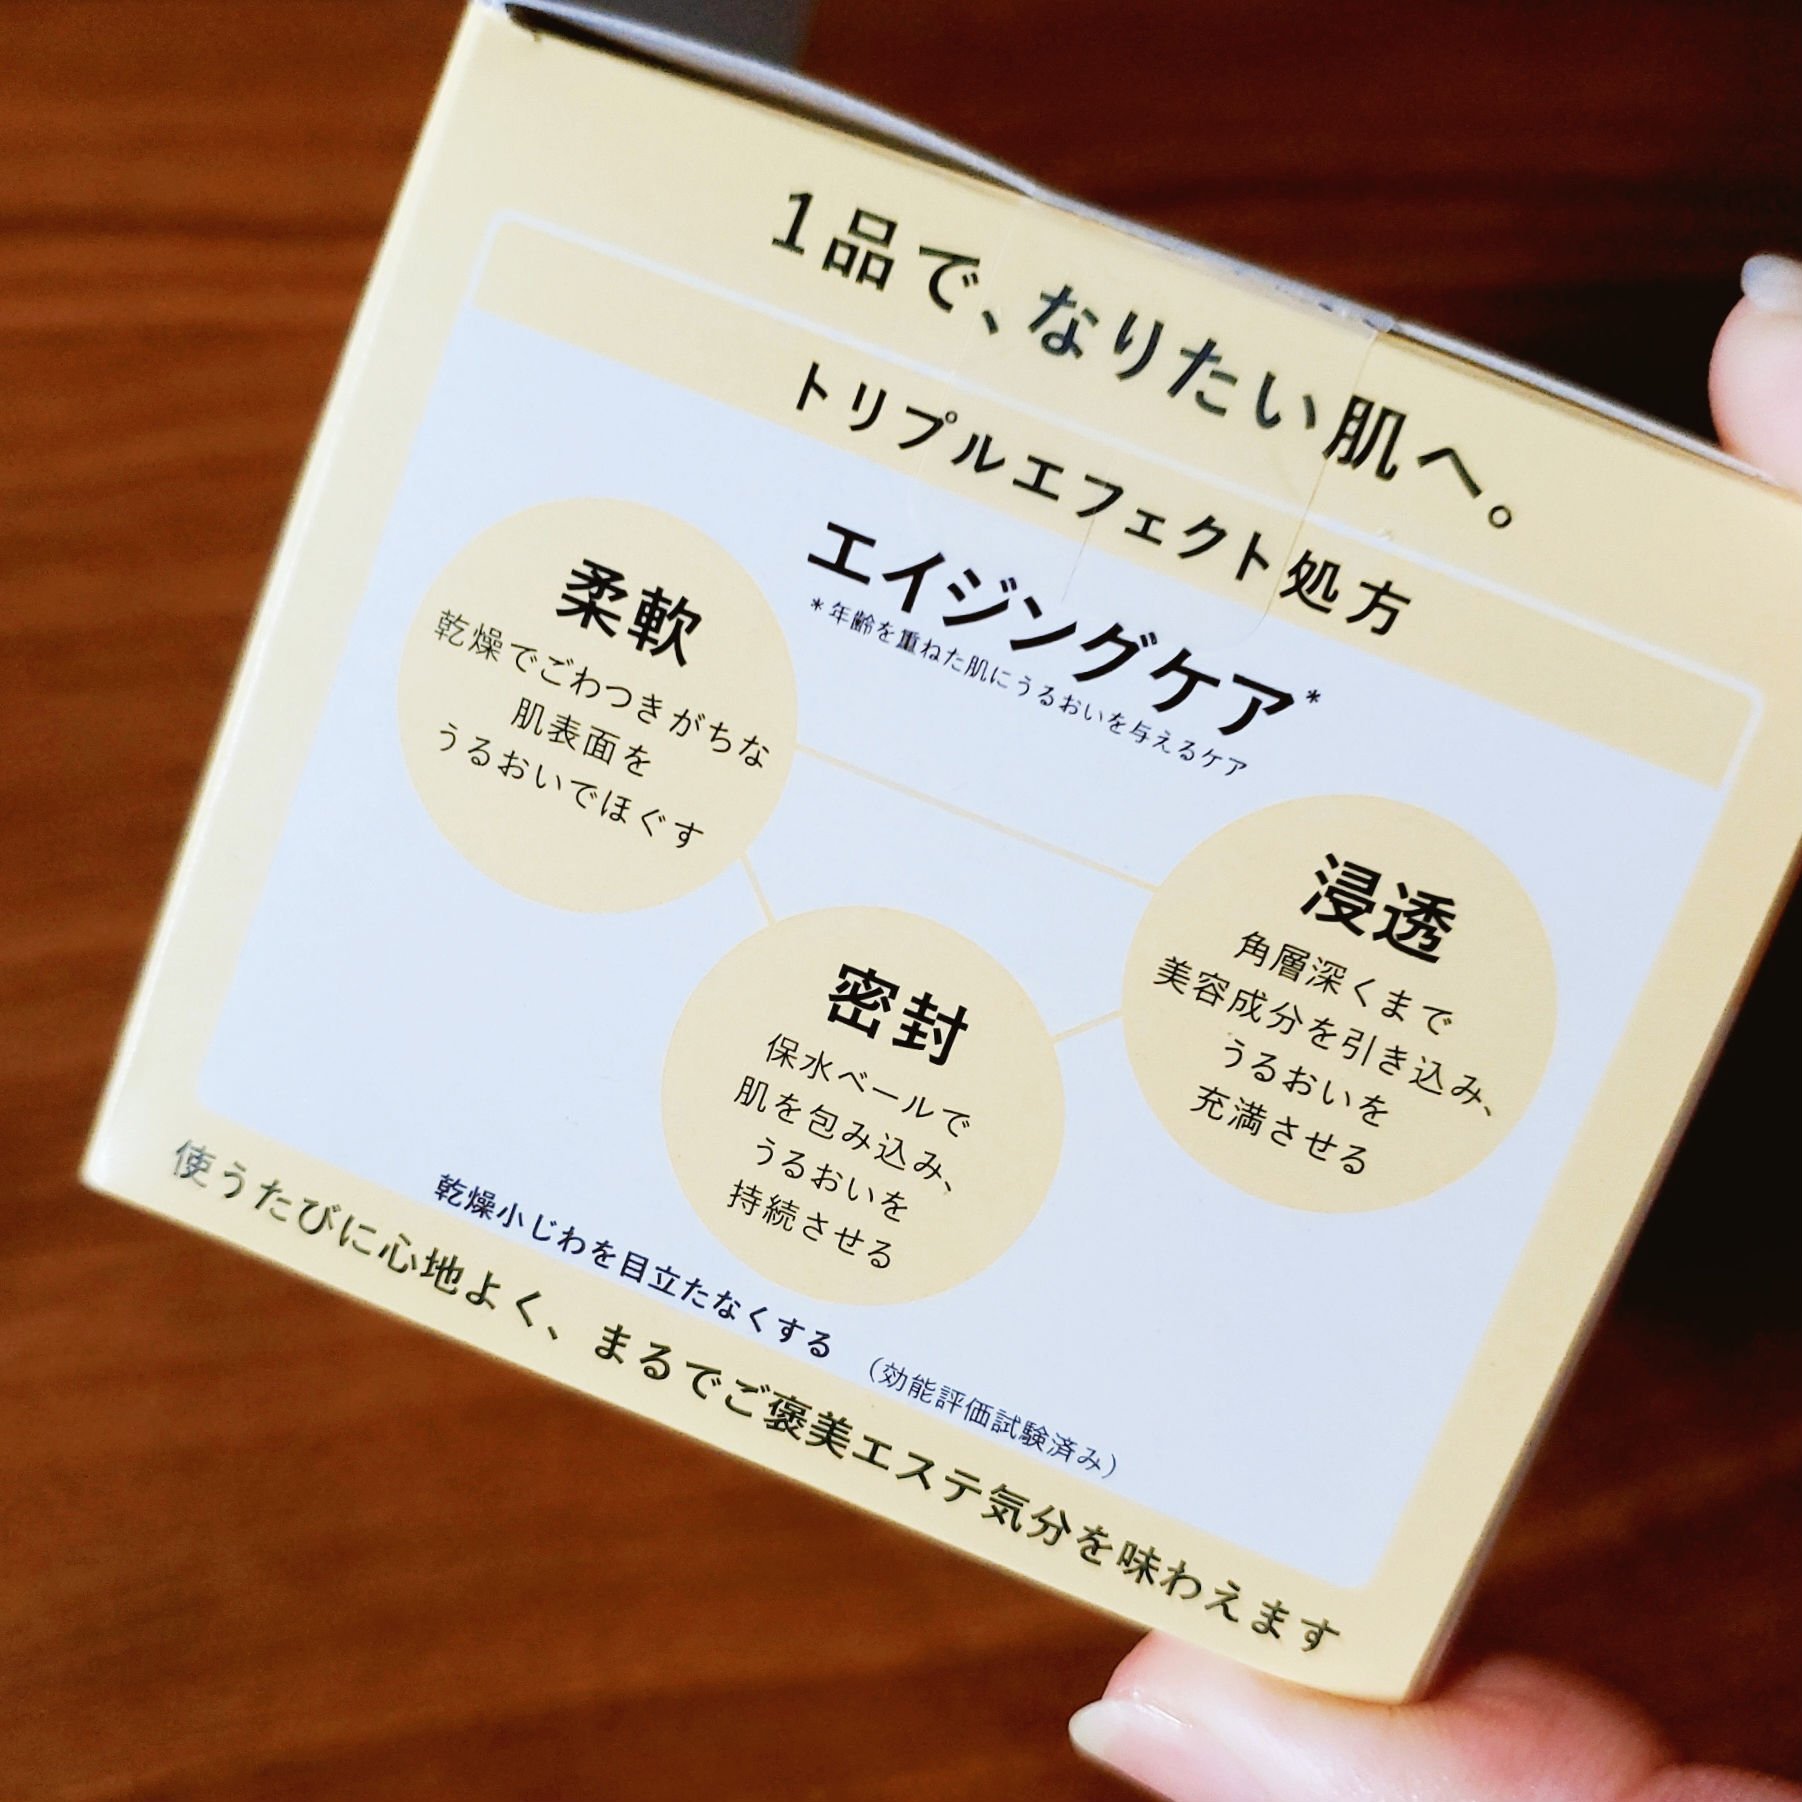 1品で、なりたい肌へ。
トリプルエフェクト処方
エイジングケア*
*年齢を重ねた肌にうるおいを与えるケア
柔軟
乾燥でごわつきがちな
肌表面を
うるおいでほぐす
浸透
角層深くまで
美容成分を引き込み、
うるおいを
充満させる
密封
保水ベールで
肌を包み込み、
うるおいを
持続させる
乾燥小じわを目立たなくする (効能評価試験済み)
使うたびに心地よく、まるでご褒美エステ気分を味わえます